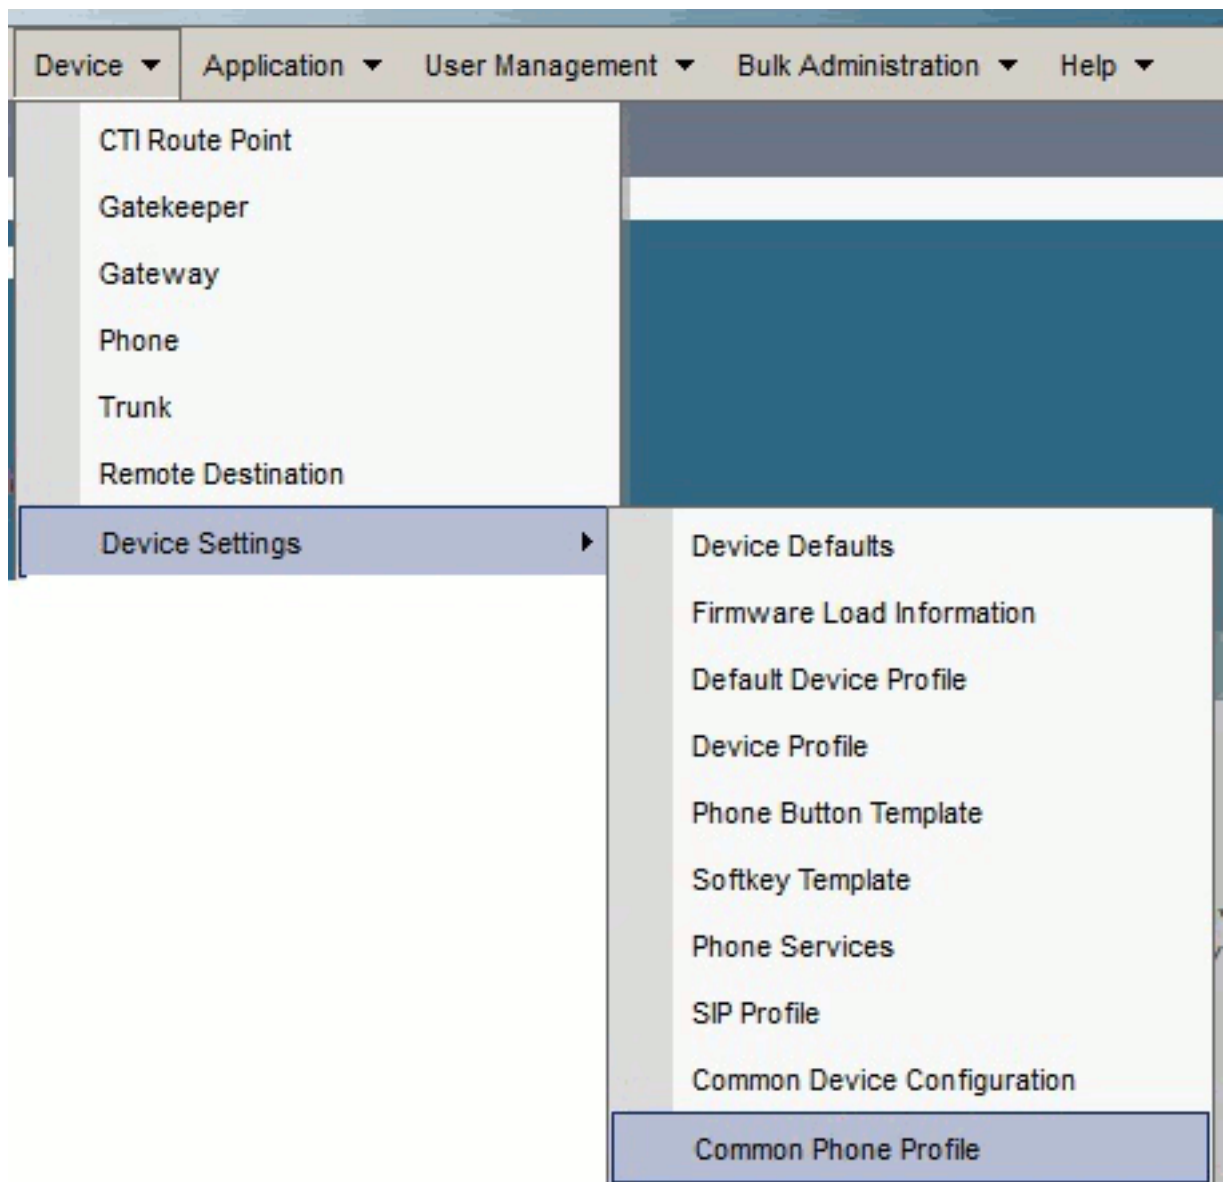 Device Application User Management Bulk Administration Help
CTI Route Point
Gatekeeper
Gateway
Phone
Trunk
Remote Destination
Device Settings
Device Defaults
Firmware Load Information
Default Device Profile
Device Profile
Phone Button Template
Softkey Template
Phone Services
SIP Profile
Common Device Configuration
Common Phone Profile